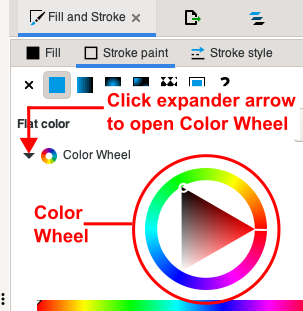 Fill and Stroke ×
Fill Stroke paint Stroke style
× ?
Click expander arrow
Flat color to open Color Wheel
Color Wheel
Color
Wheel